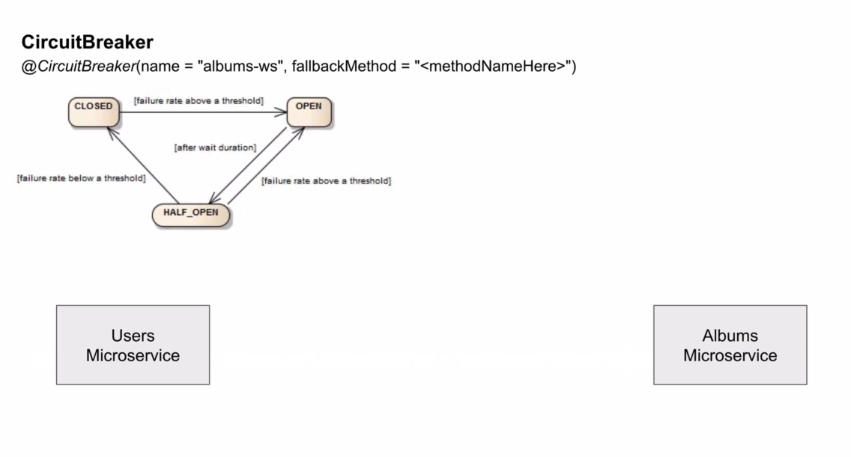 CircuitBreaker
@CircuitBreaker(name = "albums-ws", fallbackMethod = "<methodNameHere>")
[failure rate above a threshold]
CLOSED
OPEN
[after wait duration]
[failure rate below a threshold]
[failure rate above a threshold]
HALF_OPEN
Users
Microservice
Albums
Microservice